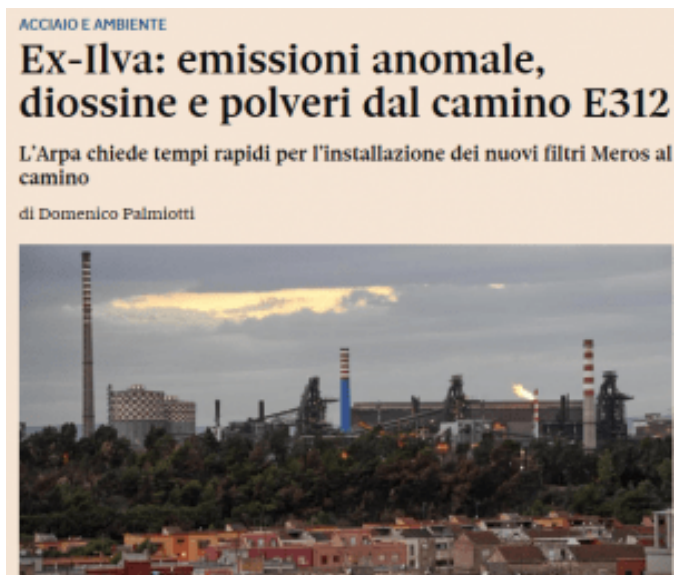 ACCIAIO E AMBIENTE
Ex-Ilva: emissioni anomale,
diossine e polveri dal camino E312
L'Arpa chiede tempi rapidi per l'installazione dei nuovi filtri Meros al
camino
di Domenico Palmiotti